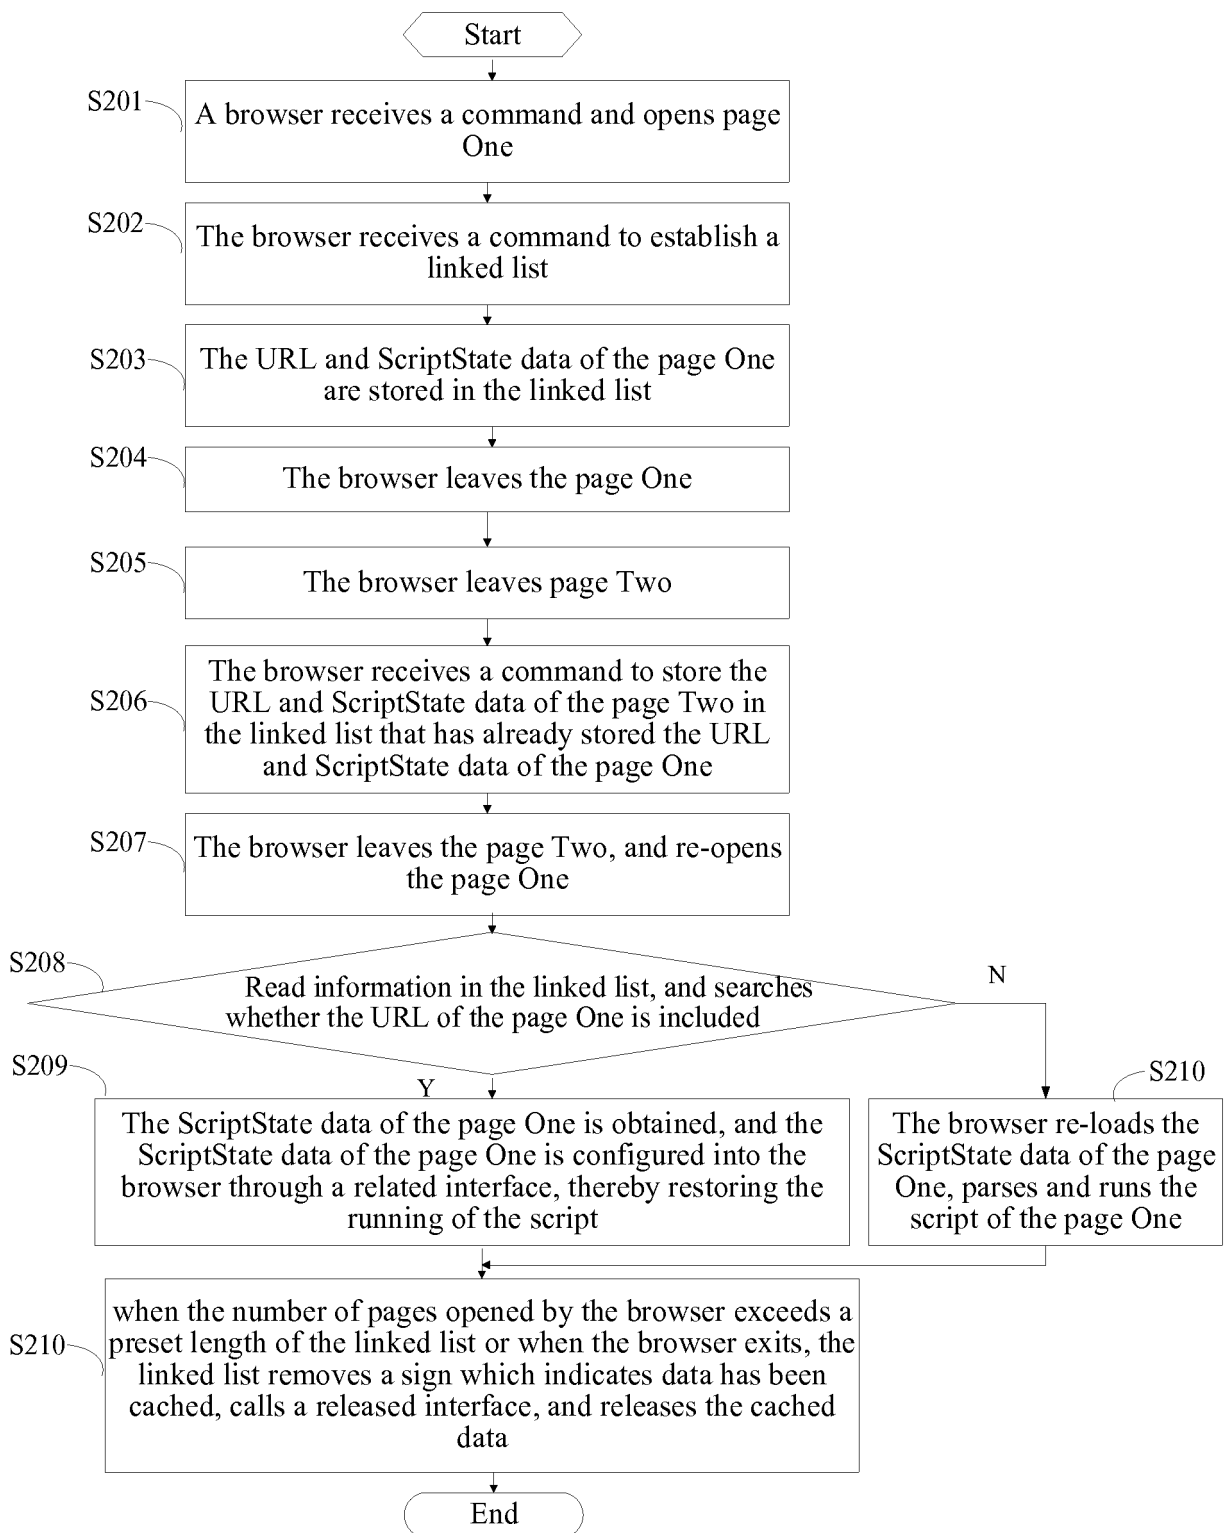 Start
S201
A browser receives a command and opens page
One
S202
The browser receives a command to establish a
linked list
S203
The URL and ScriptState data of the page One
are stored in the linked list
S204
The browser leaves the page One
S205
The browser leaves page Two
S206
The browser receives a command to store the
URL and ScriptState data of the page Two in
the linked list that has already stored the URL
and ScriptState data of the page One
S207
The browser leaves the page Two, and re-opens
the page One
S208
Read information in the linked list, and searches
whether the URL of the page One is included
N
S209
Y
S210
The ScriptState data of the page One is obtained, and the
ScriptState data of the page One is configured into the
browser through a related interface, thereby restoring the
running of the script
The browser re-loads the
ScriptState data of the page
One, parses and runs the
script of the page One
S210
when the number of pages opened by the browser exceeds a
preset length of the linked list or when the browser exits, the
linked list removes a sign which indicates data has been
cached, calls a released interface, and releases the cached
data
End